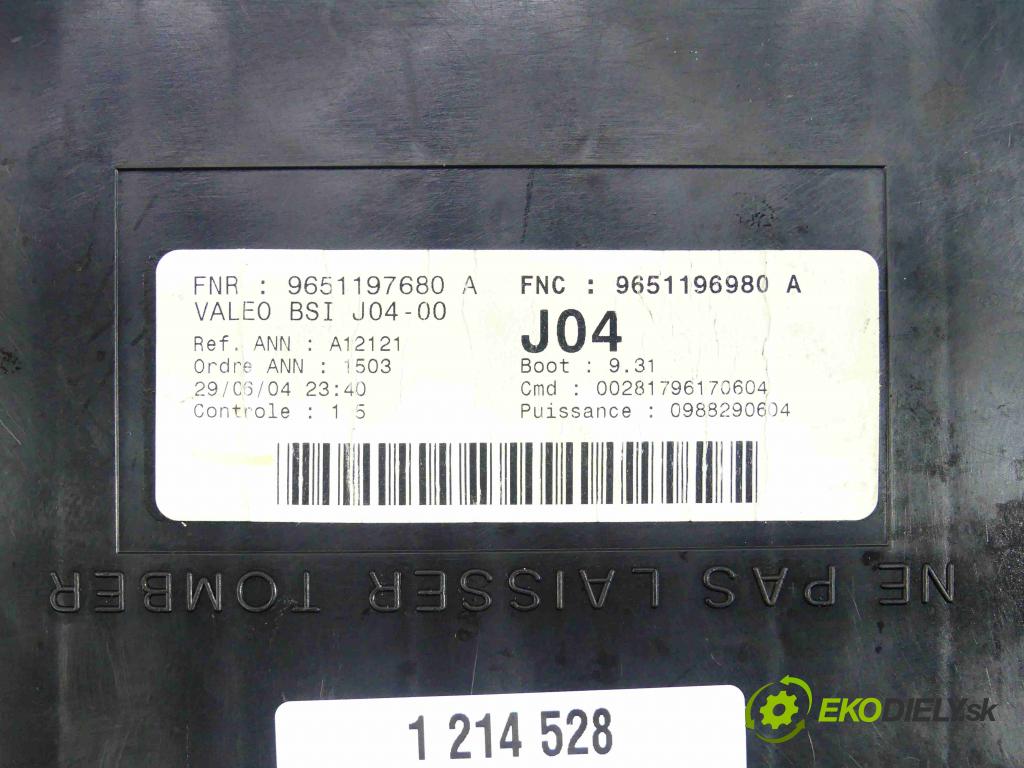 FNR : 9651197680 A
FNC : 9651196980 A
VALEO BSI J04-00
J04
Ref. ANN : A12121
Ordre ANN : 1503
Boot : 9.31
29/06/04 23:40
Cmd : 00281796170604
Controle : 1 5
Puissance : 0988290604
NE PAS LAISSER TOMBER
1 214 528
EKODIELY.sk